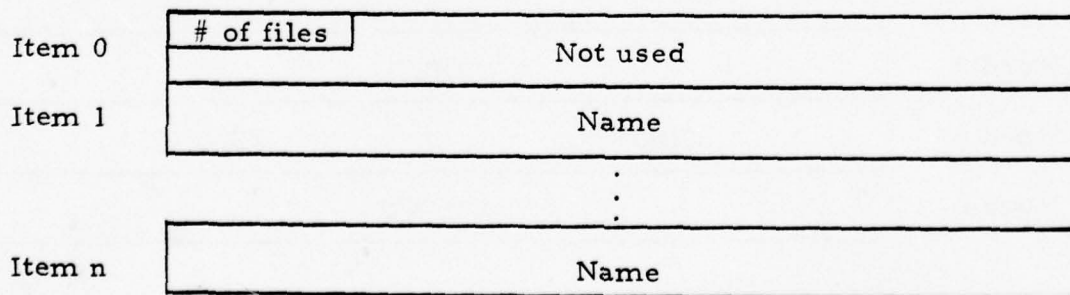 # of files
Item 0 Not used
Item 1 Name
Item n Name